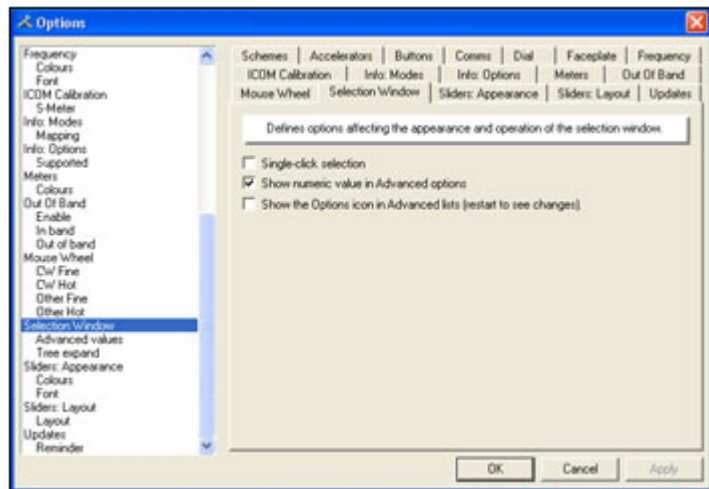 Options
Frequency
Colours
Font
ICOM Calibration
S-Meter
Info: Modes
Mapping
Info: Options
Supported
Meters
Colours
Out Of Band
Enable
In band
Out of band
Mouse Wheel
CW Fine
CW Hot
Other Fine
Other Hot
Selection Window
Advanced values
Tree expand
Sliders: Appearance
Colours
Font
Sliders: Layout
Layout
Updates
Reminder
Schemes Accelerators Buttons Comms Dial Faceplate Frequency
ICOM Calibration Info: Modes Info: Options Meters Out Of Band
Mouse Wheel Selection Window Sliders: Appearance Sliders: Layout Updates
Defines options affecting the appearance and operation of the selection window.
Single-click selection
Show numeric value in Advanced options
Show the Options icon in Advanced lists (restart to see changes).
OK Cancel Apply